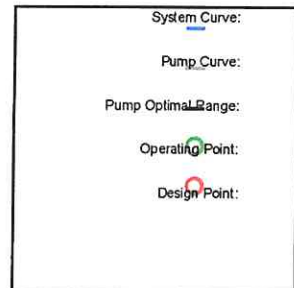 System Curve:
Pump Curve:
Pump Optimal Range:
Operating Point:
Design Point: